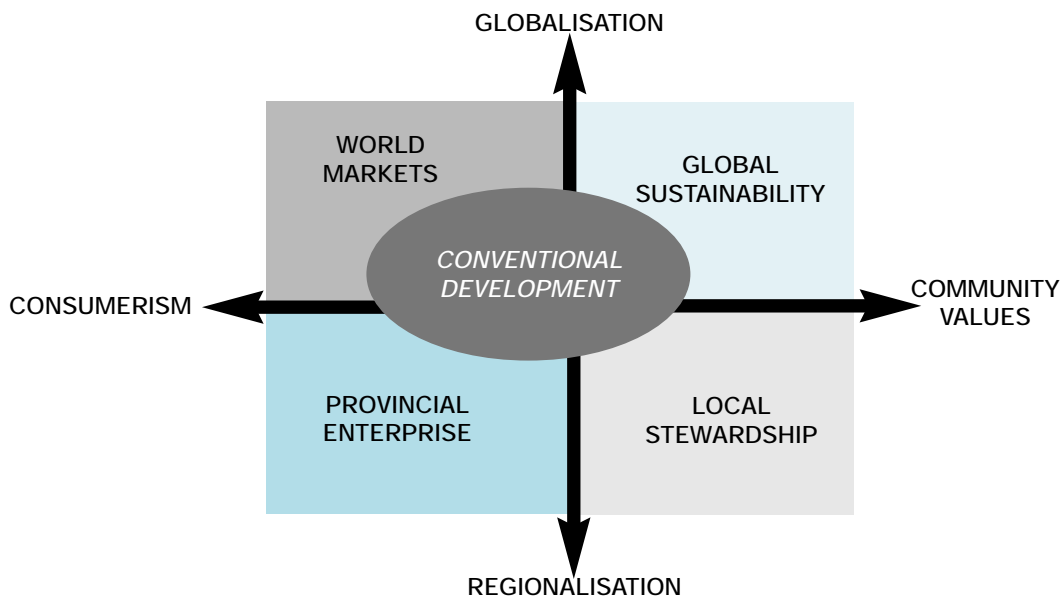 GLOBALISATION
WORLD
MARKETS
GLOBAL
SUSTAINABILITY
CONVENTIONAL
DEVELOPMENT
CONSUMERISM
COMMUNITY
VALUES
PROVINCIAL
ENTERPRISE
LOCAL
STEWARDSHIP
REGIONALISATION